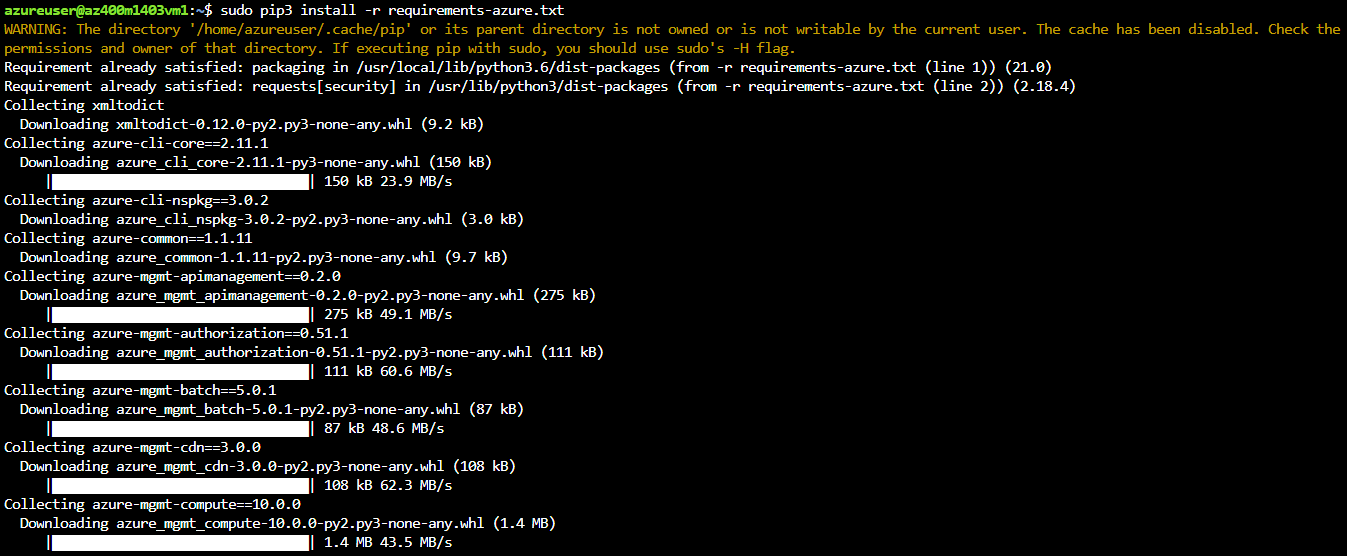 azureuser@az400m1403vm1:~$ sudo pip3 install -r requirements-azure.txt
WARNING: The directory '/home/azureuser/.cache/pip' or its parent directory is not owned or is not writable by the current user. The cache has been disabled. Check the
permissions and owner of that directory. If executing pip with sudo, you should use sudo's -H flag.
Requirement already satisfied: packaging in /usr/local/lib/python3.6/dist-packages (from -r requirements-azure.txt (line 1)) (21.0)
Requirement already satisfied: requests[security] in /usr/lib/python3/dist-packages (from -r requirements-azure.txt (line 2)) (2.18.4)
Collecting xmltodict
  Downloading xmltodict-0.12.0-py2.py3-none-any.whl (9.2 kB)
Collecting azure-cli-core==2.11.1
  Downloading azure_cli_core-2.11.1-py3-none-any.whl (150 kB)
     |████████████████████████████████| 150 kB 23.9 MB/s
Collecting azure-cli-nspkg==3.0.2
  Downloading azure_cli_nspkg-3.0.2-py2.py3-none-any.whl (3.0 kB)
Collecting azure-common==1.1.11
  Downloading azure_common-1.1.11-py2.py3-none-any.whl (9.7 kB)
Collecting azure-mgmt-apimanagement==0.2.0
  Downloading azure_mgmt_apimanagement-0.2.0-py2.py3-none-any.whl (275 kB)
     |████████████████████████████████| 275 kB 49.1 MB/s
Collecting azure-mgmt-authorization==0.51.1
  Downloading azure_mgmt_authorization-0.51.1-py2.py3-none-any.whl (111 kB)
     |████████████████████████████████| 111 kB 60.6 MB/s
Collecting azure-mgmt-batch==5.0.1
  Downloading azure_mgmt_batch-5.0.1-py2.py3-none-any.whl (87 kB)
     |████████████████████████████████| 87 kB 48.6 MB/s
Collecting azure-mgmt-cdn==3.0.0
  Downloading azure_mgmt_cdn-3.0.0-py2.py3-none-any.whl (108 kB)
     |████████████████████████████████| 108 kB 62.3 MB/s
Collecting azure-mgmt-compute==10.0.0
  Downloading azure_mgmt_compute-10.0.0-py2.py3-none-any.whl (1.4 MB)
     |████████████████████████████████| 1.4 MB 43.5 MB/s